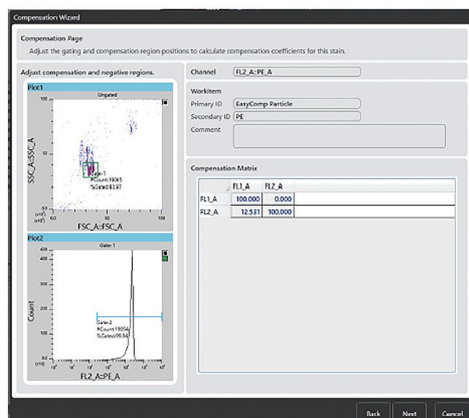 Compensation Wizard
Compensation Page
Adjust the gating and compensation region positions to calculate compensation coefficients for this stain.
Adjust compensation and negative regions.
Plot1
Ungated
SSC_A::SSC_A
FSC_A::FSC_A
Plot2
Gate-1
Count
FL2_A::PE_A
Channel FL2_A::PE_A
Workitem
Primary ID EasyComp Particle
Secondary ID PE
Comment
Compensation Matrix
FL1_A FL2_A
FL1_A 100.000 0.000
FL2_A 12.531 100.000
Back Next Cancel